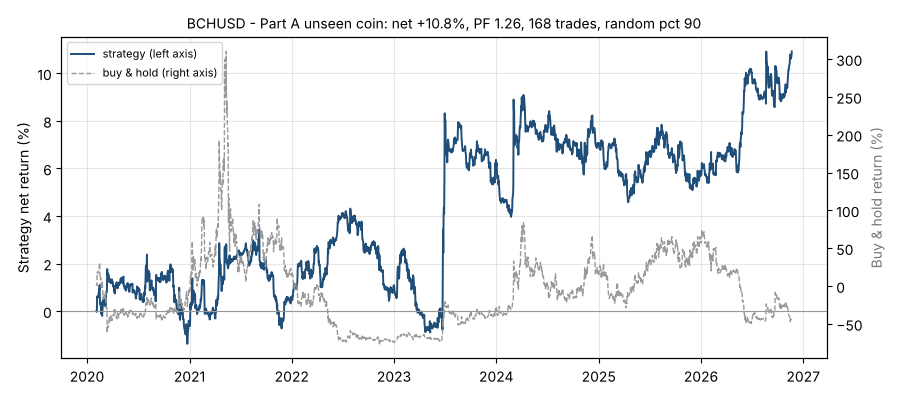 BCHUSD - Part A unseen coin: net +10.8%, PF 1.26, 168 trades, random pct 90
strategy (left axis)
buy & hold (right axis)
Strategy net return (%)
10
8
6
4
2
0
300
250
200
150
100
50
0
−50
Buy & hold return (%)
2020 2021 2022 2023 2024 2025 2026 2027